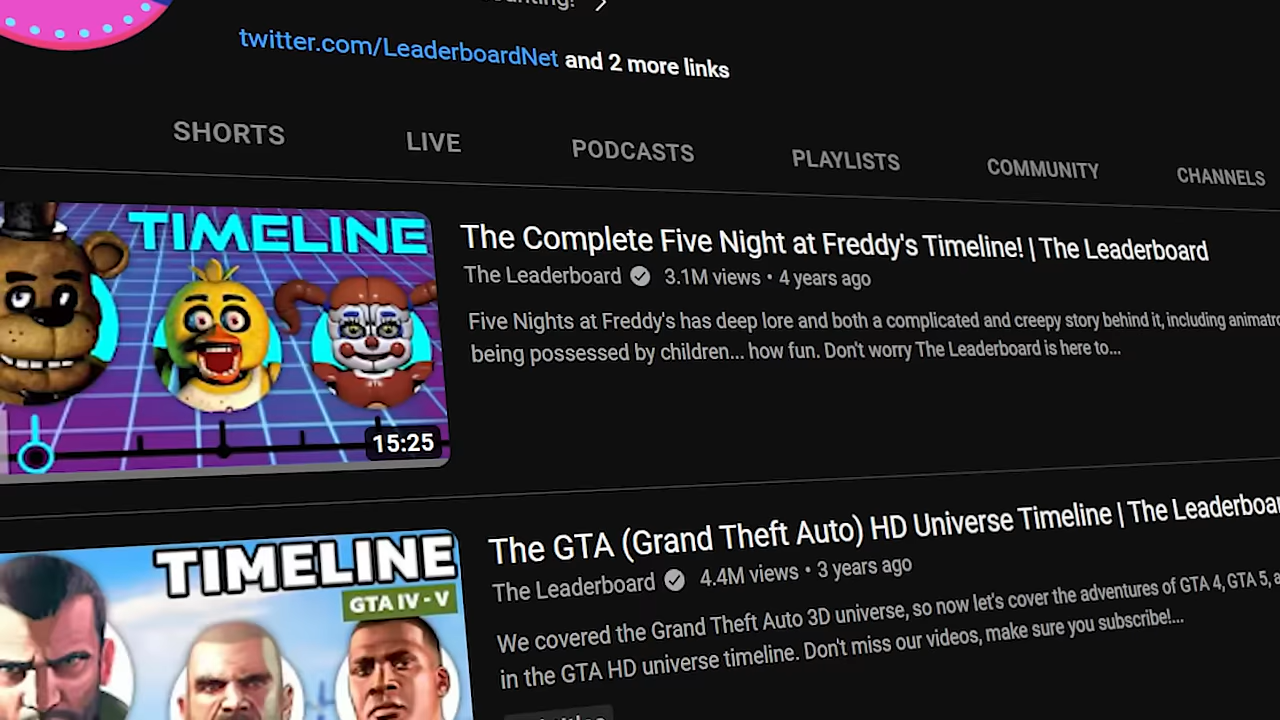 twitter.com/LeaderboardNet and 2 more links
SHORTS LIVE PODCASTS PLAYLISTS COMMUNITY CHANNELS
TIMELINE
15:25
The Complete Five Night at Freddy's Timeline! | The Leaderboard
The Leaderboard 3.1M views • 4 years ago
Five Nights at Freddy's has deep lore and both a complicated and creepy story behind it, including
being possessed by children... how fun. Don't worry The Leaderboard is here to...
TIMELINE
GTA IV - V
The GTA (Grand Theft Auto) HD Universe Timeline | The
The Leaderboard 4.4M views • 3 years ago
We covered the Grand Theft Auto 3D universe, so now let's cover the adventures of GTA 4, GTA 5,
in the GTA HD universe timeline. Don't miss our videos, make sure you subscribe!...